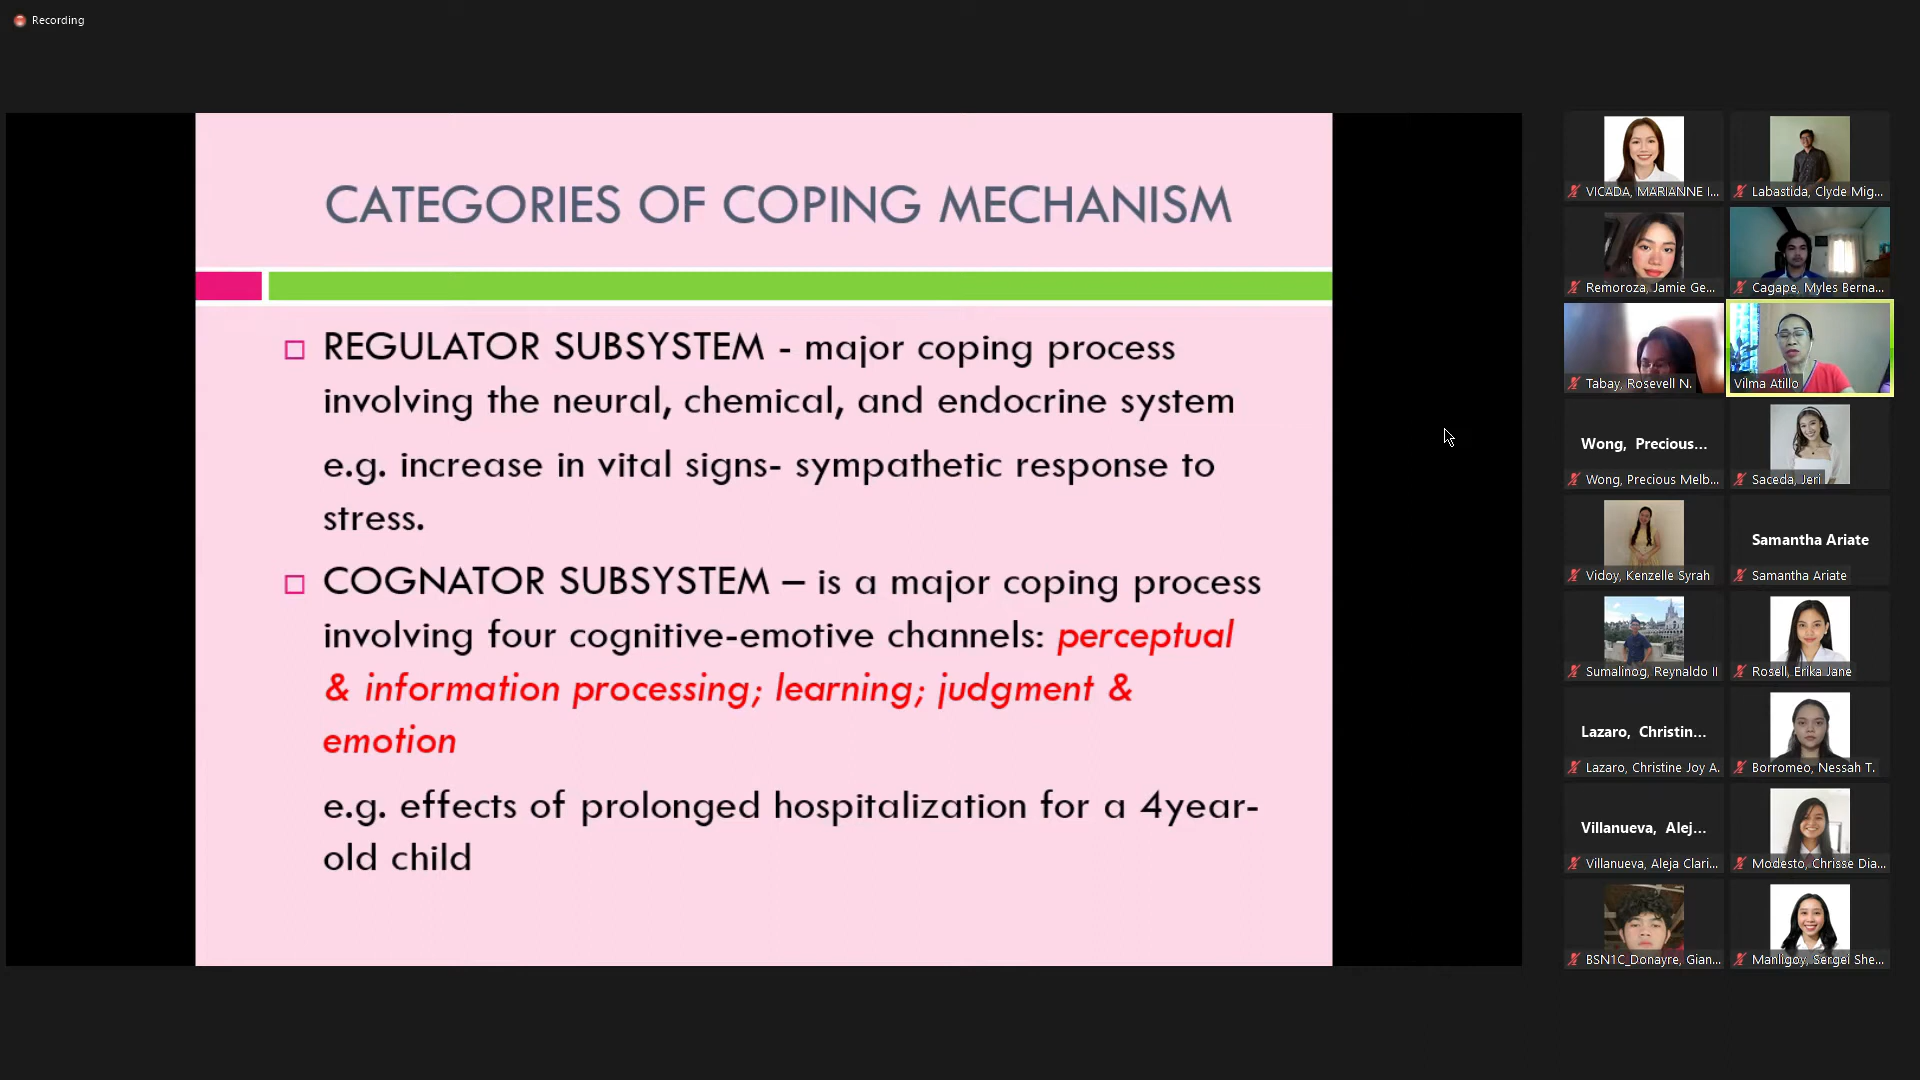 Recording
CATEGORIES OF COPING MECHANISM
REGULATOR SUBSYSTEM - major coping process
involving the neural, chemical, and endocrine system
e.g. increase in vital signs- sympathetic response to
stress.
COGNATOR SUBSYSTEM – is a major coping process
involving four cognitive-emotive channels: perceptual
& information processing; learning; judgment &
emotion
e.g. effects of prolonged hospitalization for a 4year-
old child
VICADA, MARIANNE I...
Labastida, Clyde Mig...
Remoroza, Jamie Ge...
Cagape, Myles Berna...
Tabay, Rosevell N.
Vilma Atillo
Wong, Precious...
Wong, Precious Melb...
Saceda, Jeri
Vidoy, Kenzelle Syrah
Samantha Ariate
Samantha Ariate
Sumalinog, Reynaldo II
Rosell, Erika Jane
Lazaro, Christin...
Lazaro, Christine Joy A.
Borromeo, Nessah T.
Villanueva, Alej...
Villanueva, Aleja Clari...
Modesto, Chrisse Dia...
BSN1C_Donayre, Gian...
Manligoy, Sergei She...